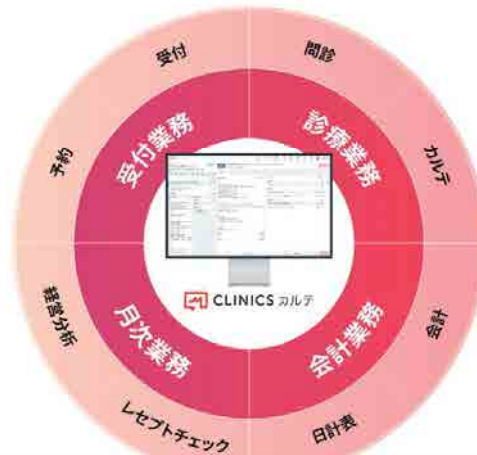 受付
問診
予約
受付業務
診療業務
カルテ
CLINICS カルテ
経営分析
月次業務
会計業務
会計
レセプトチェック
日計表